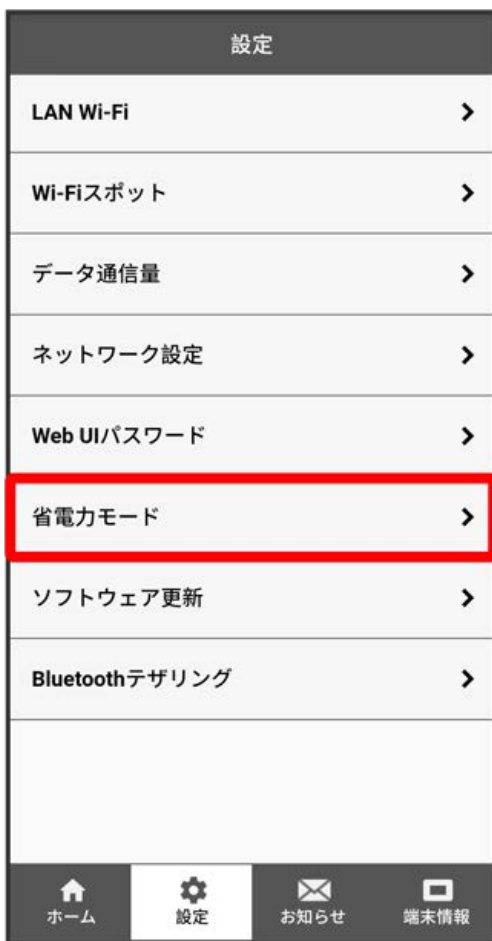 設定
LAN Wi-Fi
Wi-Fiスポット
データ通信量
ネットワーク設定
Web UIパスワード
省電力モード
ソフトウェア更新
Bluetoothテザリング
ホーム
設定
お知らせ
端末情報